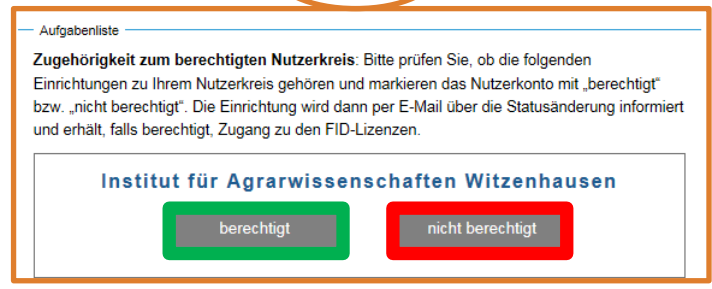 Aufgabenliste
Zugehörigkeit zum berechtigten Nutzerkreis: Bitte prüfen Sie, ob die folgenden
Einrichtungen zu Ihrem Nutzerkreis gehören und markieren das Nutzerkonto mit „berechtigt“
bzw. „nicht berechtigt“. Die Einrichtung wird dann per E-Mail über die Statusänderung informiert
und erhält, falls berechtigt, Zugang zu den FID-Lizenzen.
Institut für Agrarwissenschaften Witzenhausen
berechtigt nicht berechtigt